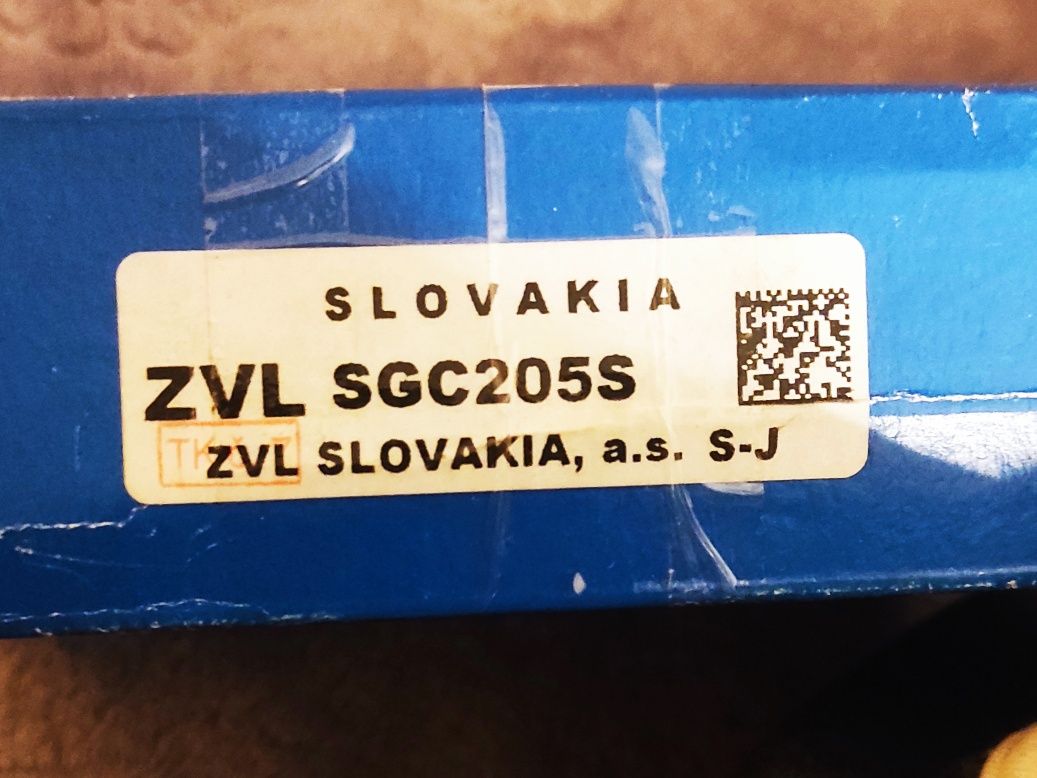 SLOVAKIA
ZVL SGC205S
ZVL SLOVAKIA, a.s. S-J